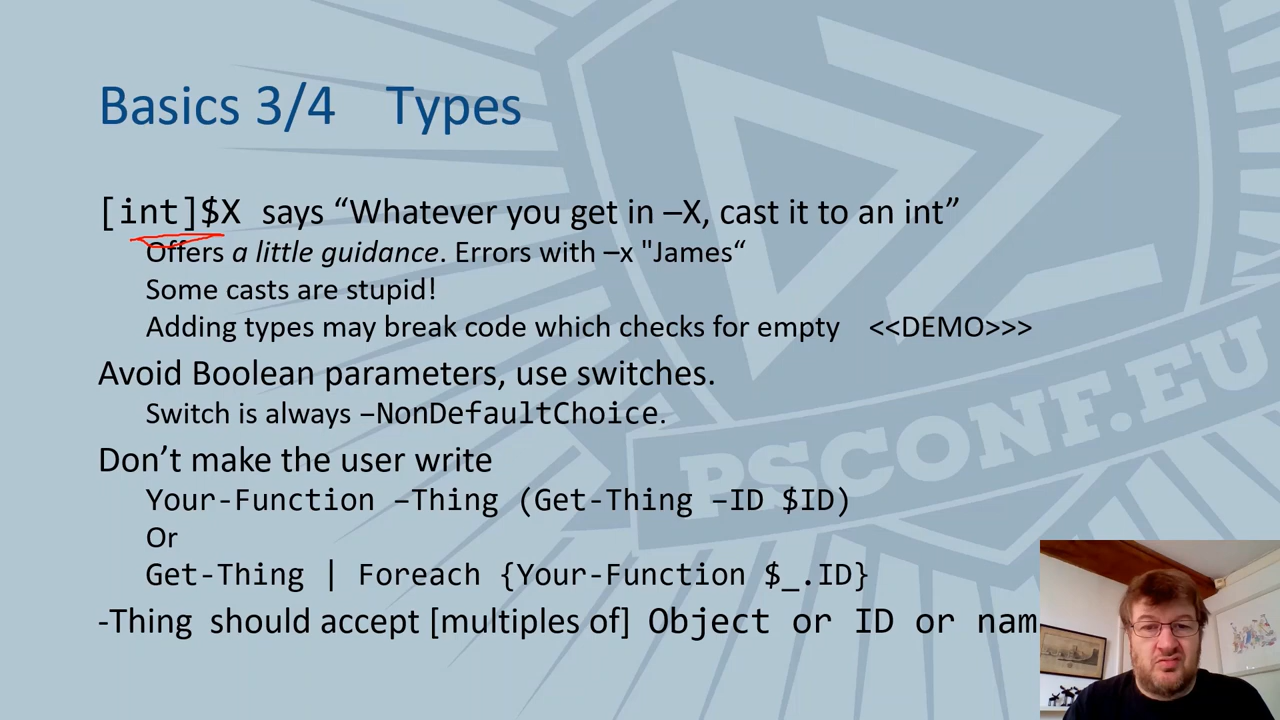 Basics 3/4 Types
[int]$X says “Whatever you get in –X, cast it to an int”
Offers a little guidance. Errors with –x "James“
Some casts are stupid!
Adding types may break code which checks for empty <<DEMO>>>
Avoid Boolean parameters, use switches.
Switch is always –NonDefaultChoice.
Don’t make the user write
Your-Function –Thing (Get-Thing –ID $ID)
Or
Get-Thing | Foreach {Your-Function $_.ID}
-Thing should accept [multiples of] Object or ID or nam
PSCONF.EU